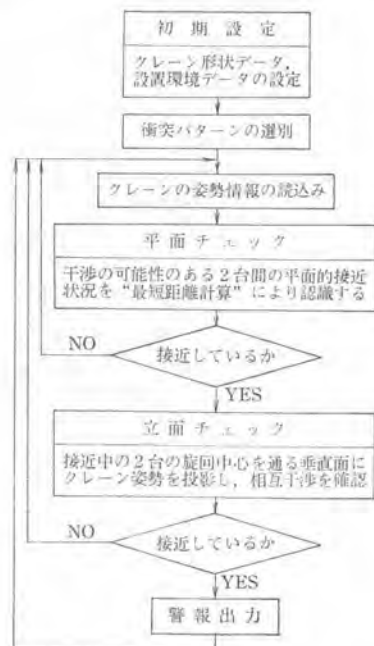 初期設定
クレーン形状データ,
設置環境データの設定
衝突パターンの選別
クレーンの姿勢情報の読込み
平面チェック
干渉の可能性のある2台間の平面的接近
状況を“最短距離計算”により認識する
NO
接近しているか
YES
立面チェック
接近中の2台の旋回中心を通る垂直面に
クレーン姿勢を投影し,相互干渉を確認
NO
接近しているか
YES
警報出力